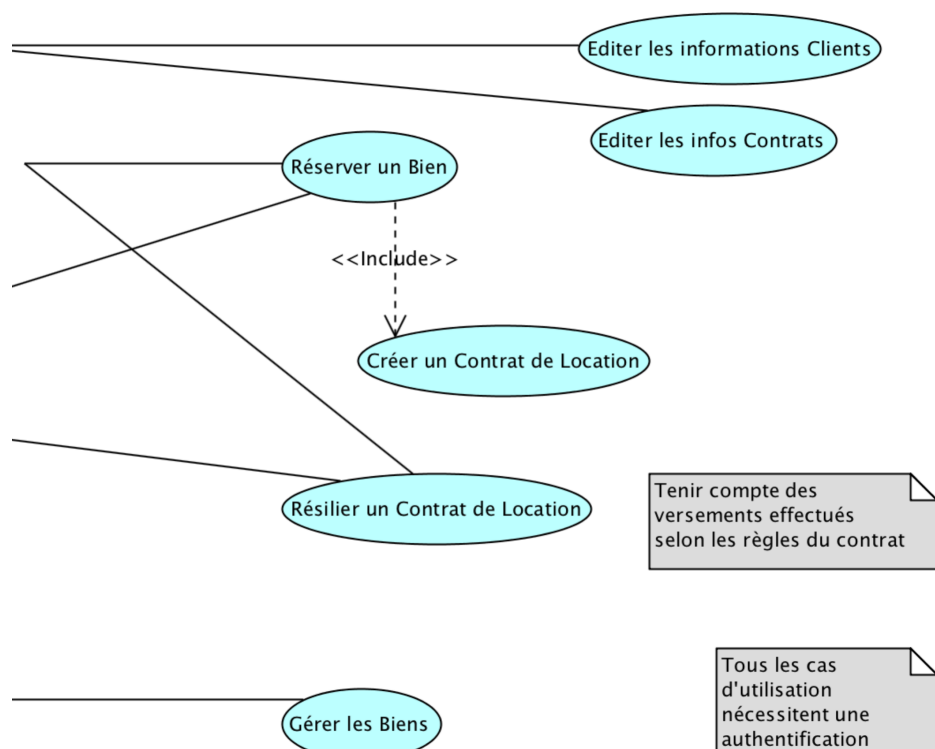 Editer les informations Clients
Editer les infos Contrats
Réserver un Bien
<<Include>>
Créer un Contrat de Location
Résilier un Contrat de Location
Tenir compte des
versements effectués
selon les règles du contrat
Tous les cas
d'utilisation
nécessitent une
authentification
Gérer les Biens